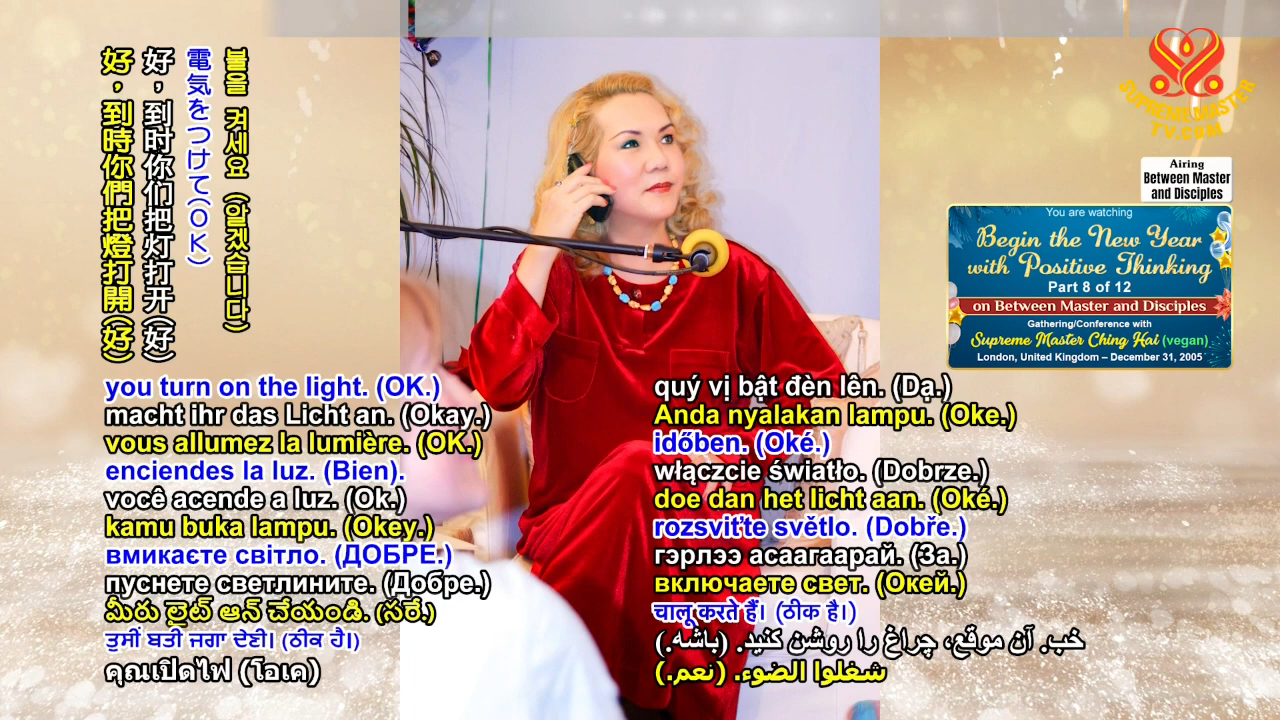 불을 켜세요 (알겠습니다)
電気をつけて(OK)
好，到时你们把灯打开(好)
好，到時你們把燈打開(好)
you turn on the light. (OK.)
macht ihr das Licht an. (Okay.)
vous allumez la lumière. (OK.)
enciendes la luz. (Bien).
você acende a luz. (Ok.)
kamu buka lampu. (Okey.)
вмикаєте світло. (ДОБРЕ.)
пуснете светлините. (Добре.)
మీరు లైట్ ఆన్ చేయండి. (సరే.)
ਤੁਸੀਂ ਬਤੀ ਜਗਾ ਦੇਣੀ। (ਠੀਕ ਹੈ।)
คุณเปิดไฟ (โอเค)
quý vị bật đèn lên. (Dạ.)
Anda nyalakan lampu. (Oke.)
időben. (Oké.)
włączcie światło. (Dobrze.)
doe dan het licht aan. (Oké.)
rozsviťte světlo. (Dobře.)
гэрлээ асаагаарай. (За.)
включаете свет. (Окей.)
चालू करते हैं। (ठीक है।)
خب. آن موقع، چراغ را روشن کنید. (باشه.)
شغلوا الضوء. (نعم.)
SUPREMEMASTER
TV.COM
Airing
Between Master
and Disciples
You are watching
Begin the New Year
with Positive Thinking
Part 8 of 12
on Between Master and Disciples
Gathering/Conference with
Supreme Master Ching Hai (vegan)
London, United Kingdom – December 31, 2005